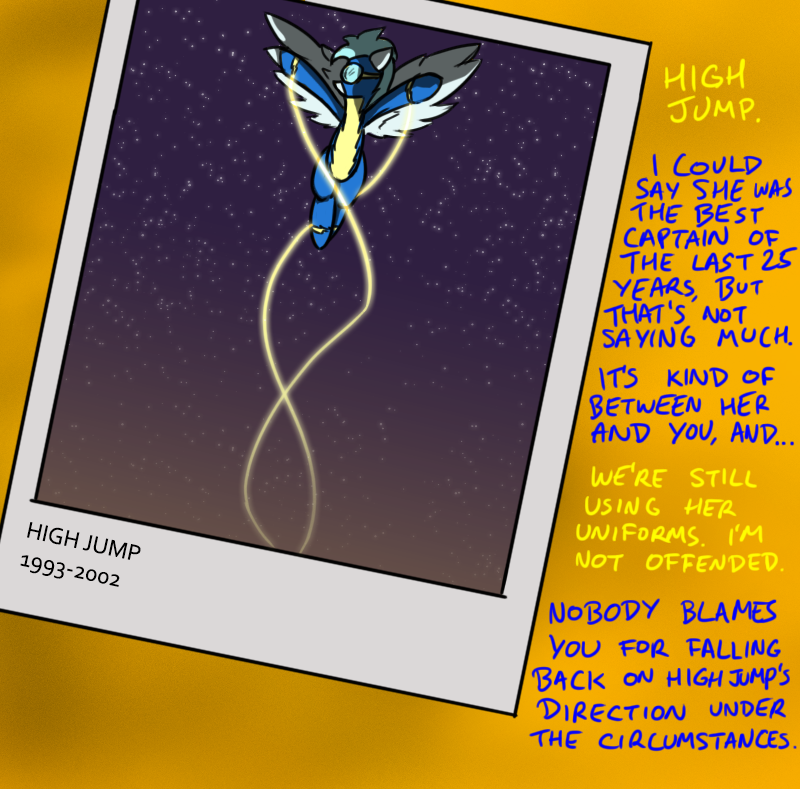 HIGH JUMP
1993-2002
HIGH
JUMP.
I COULD
SAY SHE WAS
THE BEST
CAPTAIN OF
THE LAST 25
YEARS, BUT
THAT'S NOT
SAYING MUCH.
IT'S KIND OF
BETWEEN HER
AND YOU, AND...
WE'RE STILL
USING HER
UNIFORMS. I'M
NOT OFFENDED.
NOBODY BLAMES
YOU FOR FALLING
BACK ON HIGH JUMP'S
DIRECTION UNDER
THE CIRCUMSTANCES.